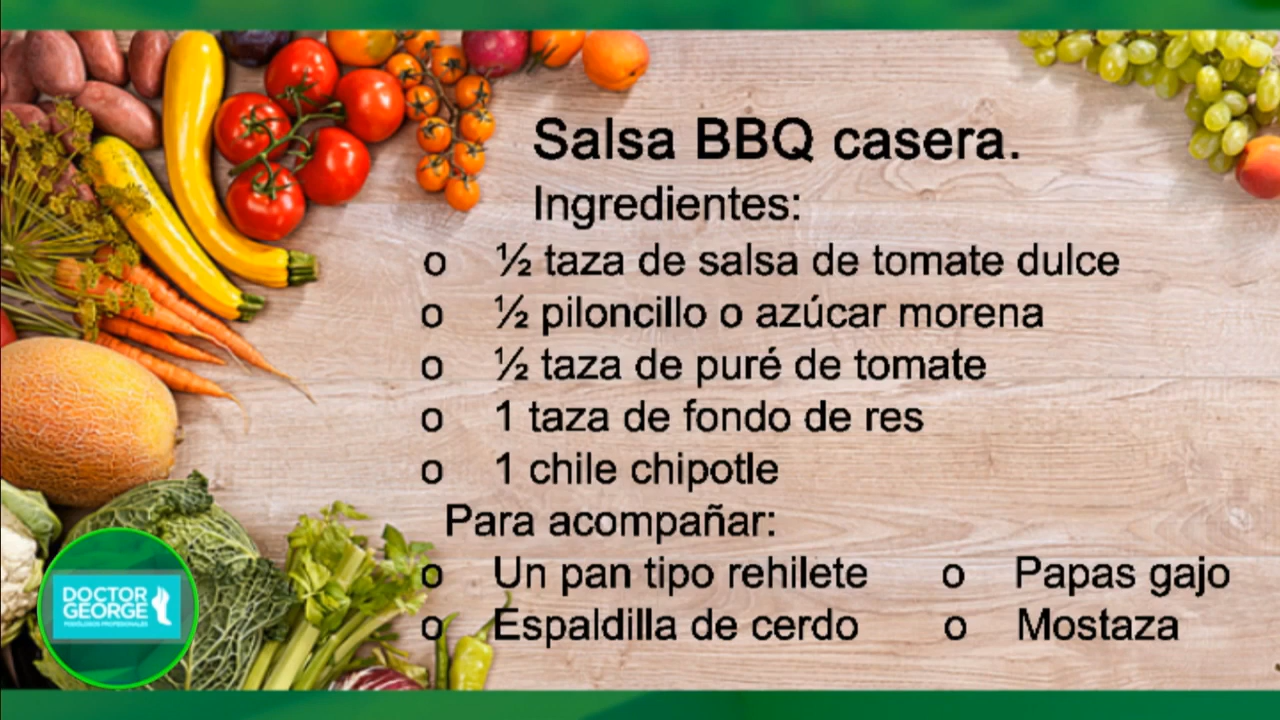 Salsa BBQ casera.
Ingredientes:
o ½ taza de salsa de tomate dulce
o ½ piloncillo o azúcar morena
o ½ taza de puré de tomate
o 1 taza de fondo de res
o 1 chile chipotle
Para acompañar:
o Un pan tipo rehilete o Papas gajo
o Espaldilla de cerdo o Mostaza
DOCTOR
GEORGE
PODÓLOGOS PROFESIONALES